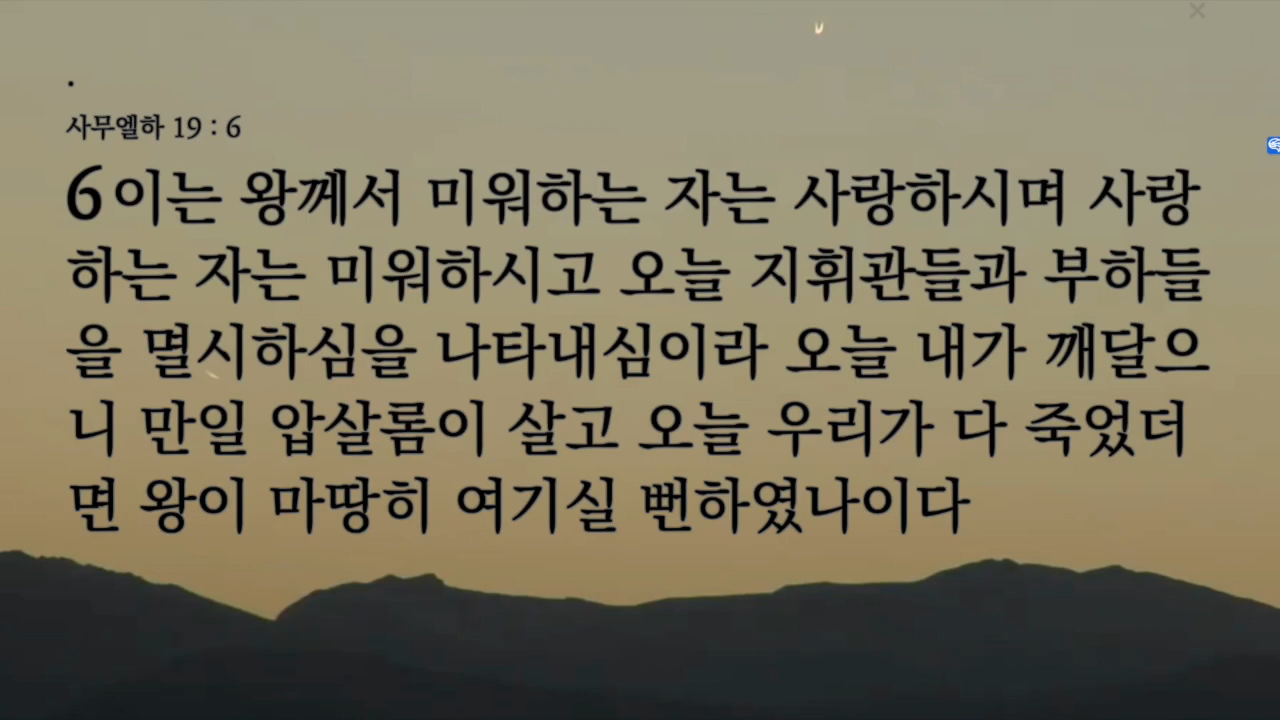 .
사무엘하 19 : 6
6 이는 왕께서 미워하는 자는 사랑하시며 사랑
하는 자는 미워하시고 오늘 지휘관들과 부하들
을 멸시하심을 나타내심이라 오늘 내가 깨달으
니 만일 압살롬이 살고 오늘 우리가 다 죽었더
면 왕이 마땅히 여기실 뻔하였나이다